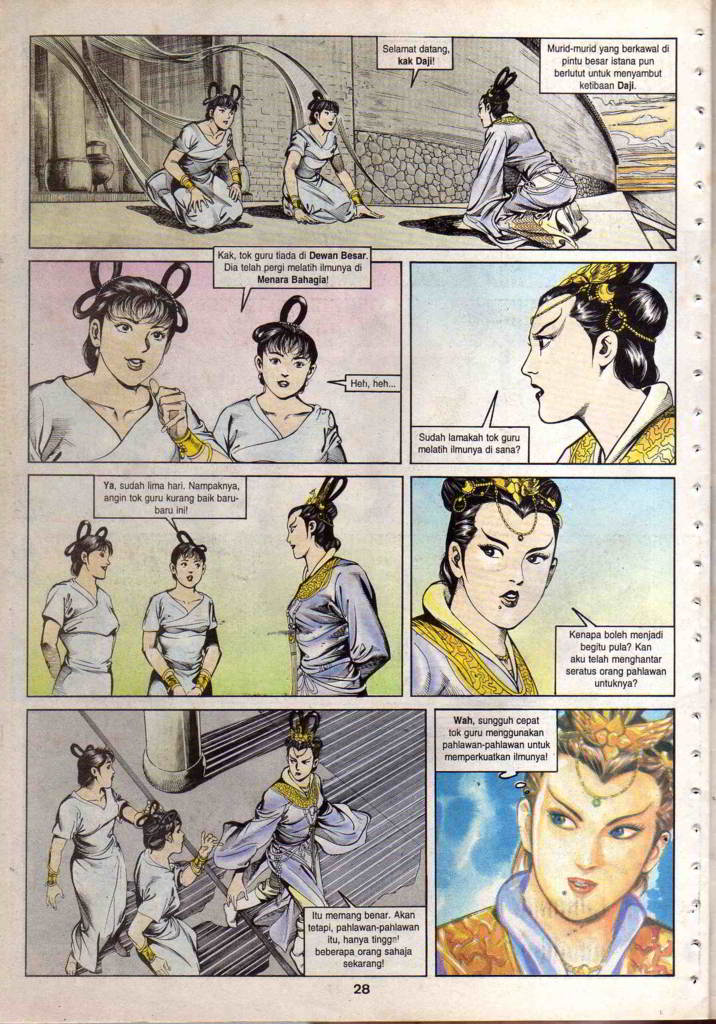 Selamat datang,
kak Daji!
Murid-murid yang berkawal di
pintu besar istana pun
berlutut untuk menyambut
ketibaan Daji.
Kak, tok guru tiada di Dewan Besar.
Dia telah pergi melatih ilmunya di
Menara Bahagia!
Heh, heh...
Sudah lamakah tok guru
melatih ilmunya di sana?
Ya, sudah lima hari. Nampaknya,
angin tok guru kurang baik baru-
baru ini!
Kenapa boleh menjadi
begitu pula? Kan
aku telah menghantar
seratus orang pahlawan
untuknya?
Itu memang benar. Akan
tetapi, pahlawan-pahlawan
itu, hanya tinggal
beberapa orang sahaja
sekarang!
Wah, sungguh cepat
tok guru menggunakan
pahlawan-pahlawan untuk
memperkuatkan ilmunya!
28